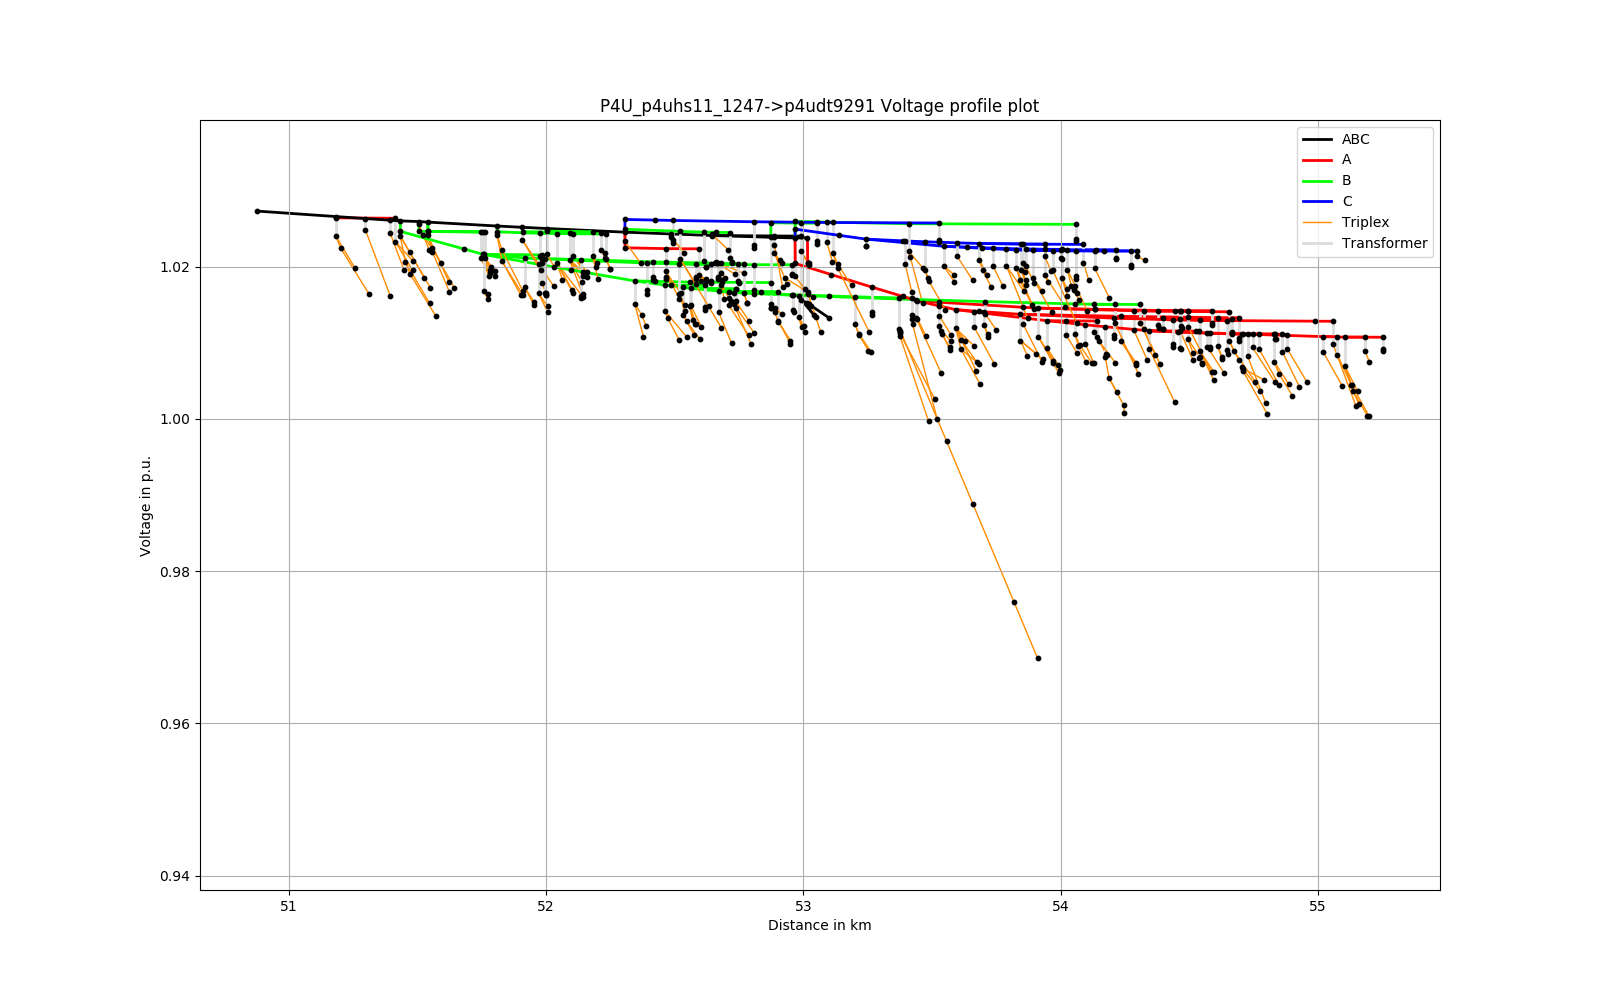 P4U_p4uhs11_1247->p4udt9291 Voltage profile plot
ABC
A
B
C
Triplex
Transformer
1.02
1.00
0.98
0.96
0.94
Voltage in p.u.
51
52
53
54
55
Distance in km